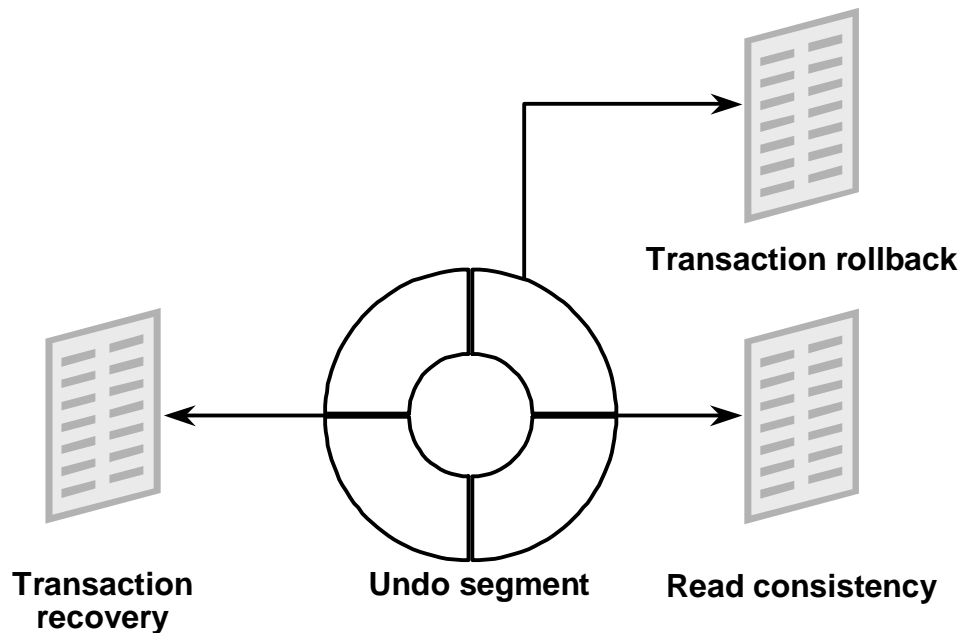 Transaction rollback
Transaction
recovery
Undo segment
Read consistency